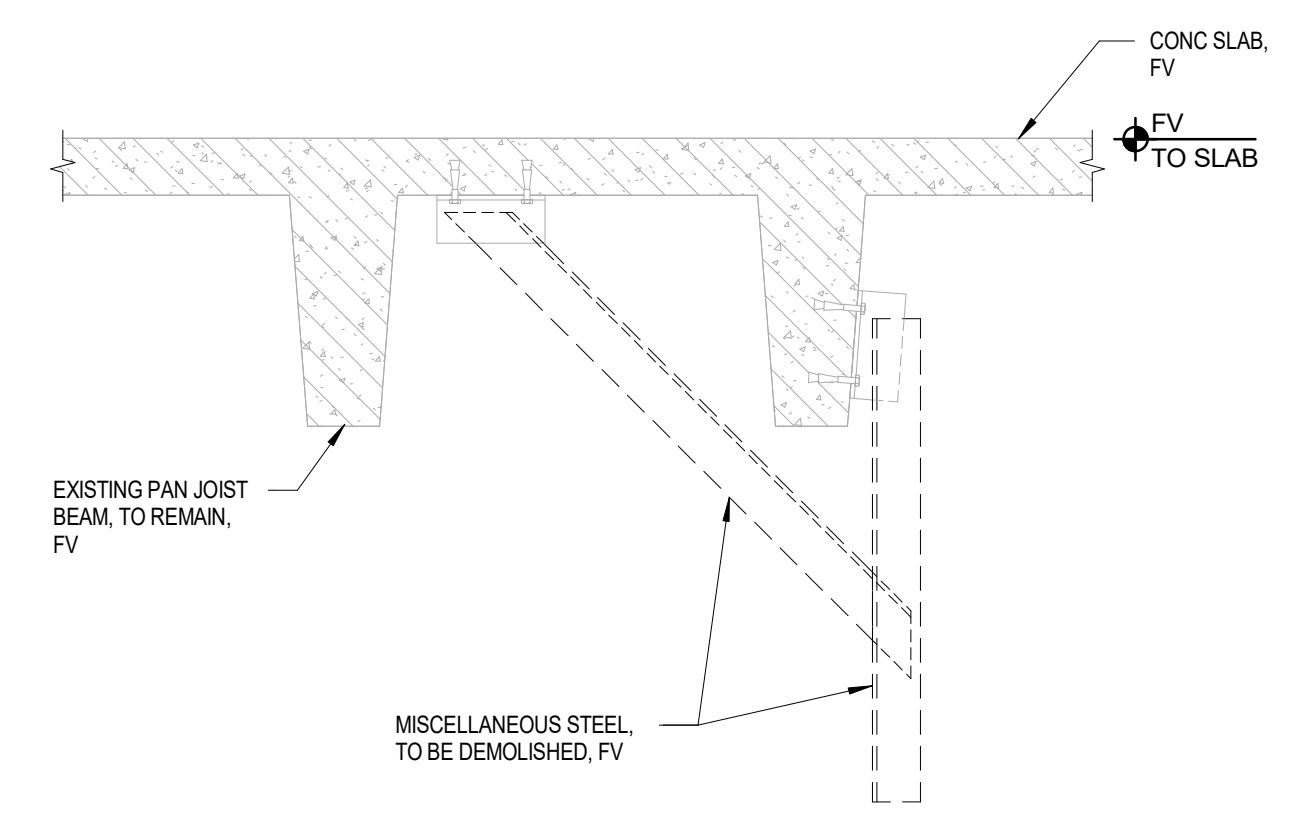 CONC SLAB,
FV
FV
TO SLAB
EXISTING PAN JOIST
BEAM, TO REMAIN,
FV
MISCELLANEOUS STEEL,
TO BE DEMOLISHED, FV